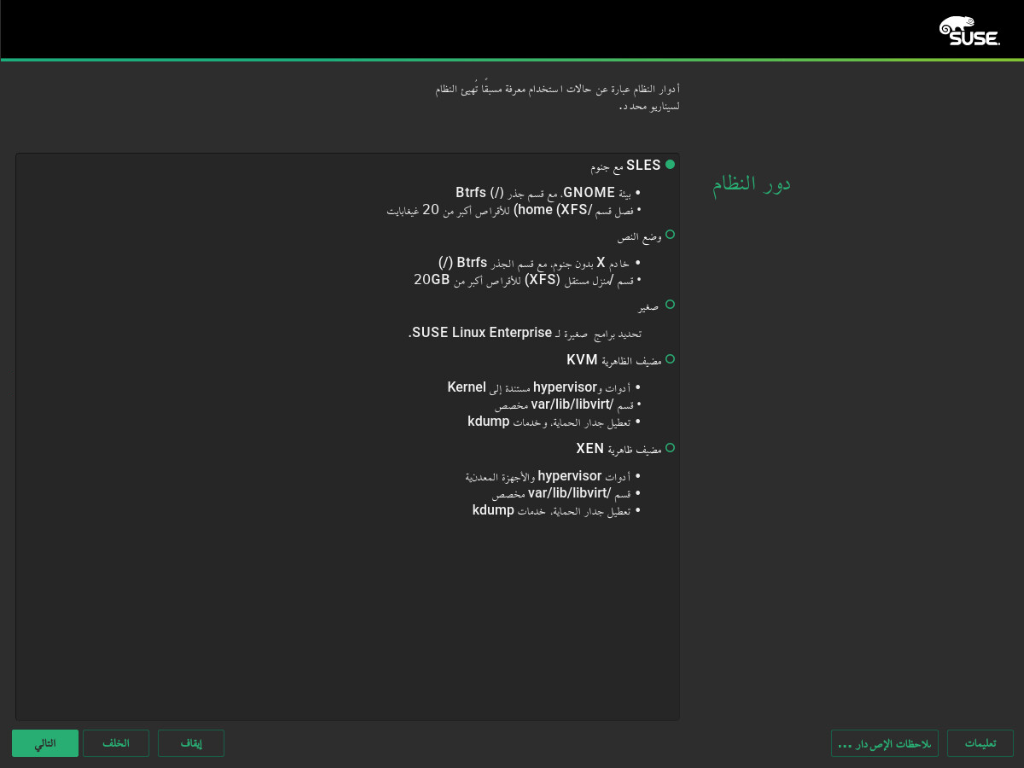 SUSE.
أدوار النظام عبارة عن حالات استخدام معرفة مسبقًا تُهيئ النظام
لسيناريو محدد.
دور النظام
SLES مع جنوم
• بيئة GNOME، مع قسم جذر Btrfs (/)
• فصل قسم /home (XFS) للأقراص أكبر من 20 غيغابايت
وضع النص
• خادم X بدون جنوم، مع قسم الجذر Btrfs (/)
• قسم /منزل مستقل (XFS) للأقراص أكبر من 20GB
صغير
تحديد برامج صغيرة لـ SUSE Linux Enterprise.
مضيف الظاهرية KVM
• أدوات وhypervisor مستندة إلى Kernel
• قسم /var/lib/libvirt مخصص
• تعطيل جدار الحماية، وخدمات kdump
مضيف ظاهرية XEN
• أدوات hypervisor والأجهزة المعدنية
• قسم /var/lib/libvirt مخصص
• تعطيل جدار الحماية، خدمات kdump
تعليمات
ملاحظات الإصدار ...
إيقاف
الخلف
التالي